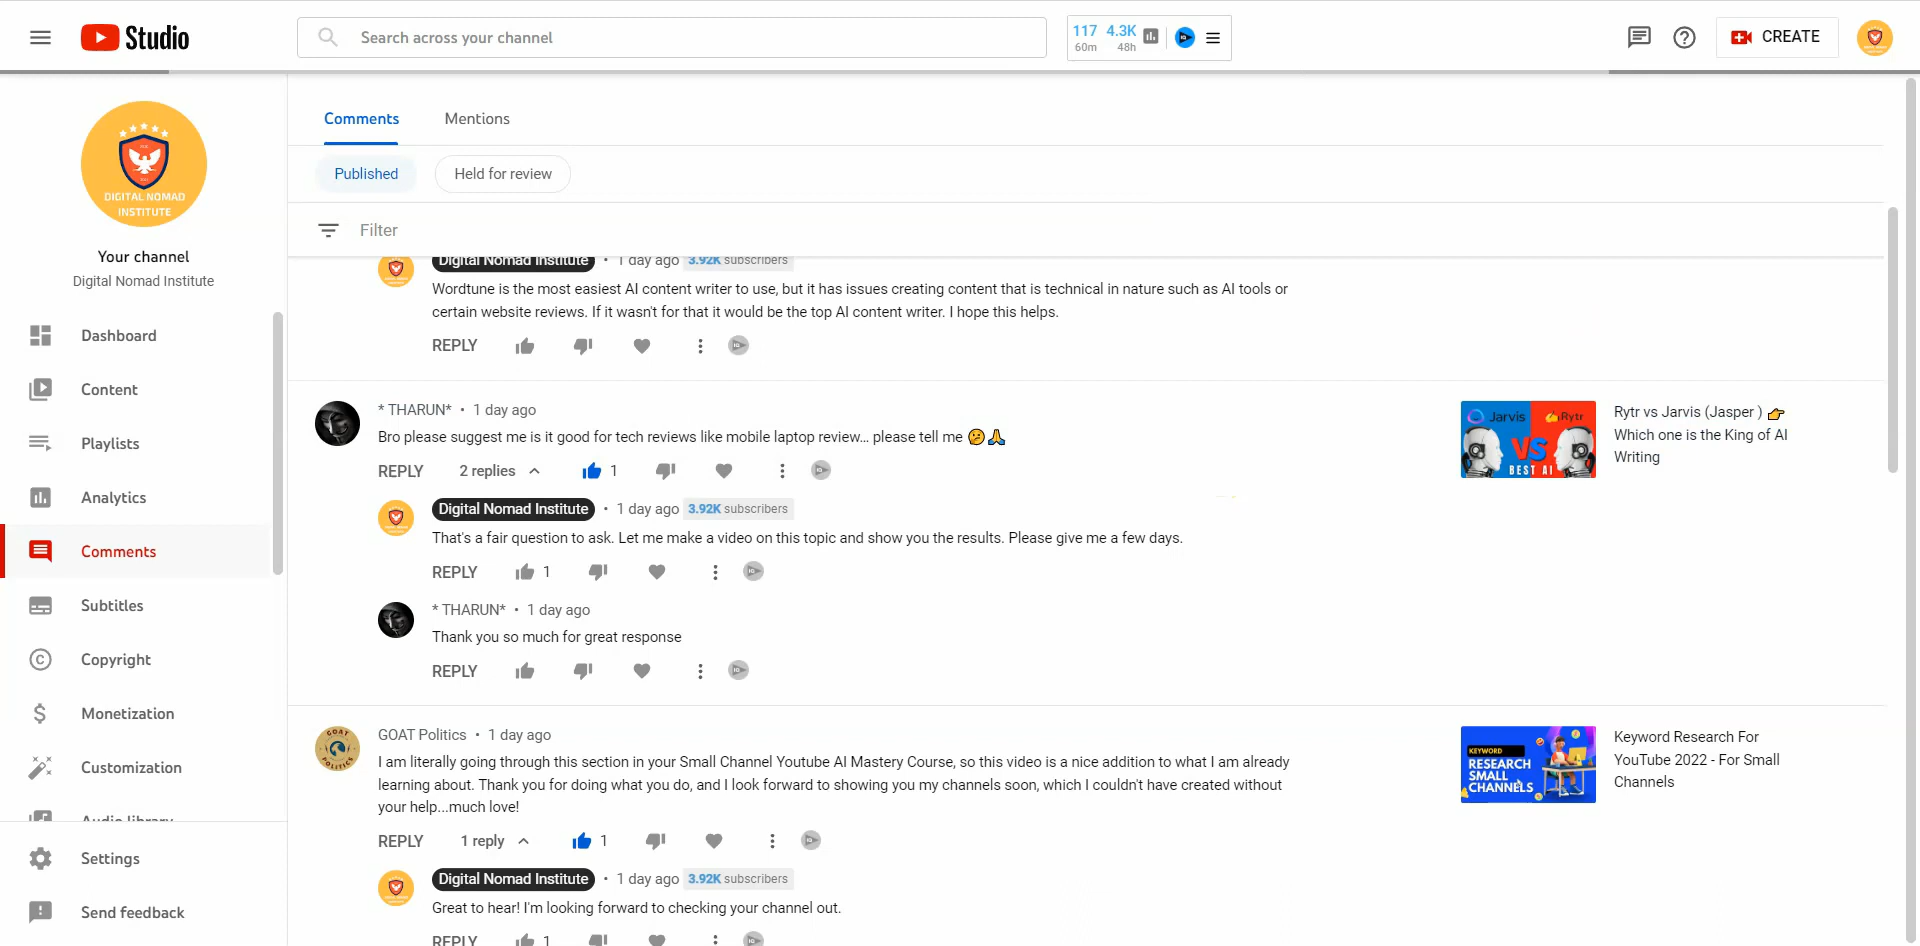 Studio
Search across your channel
117 4.3K
60m 48h
CREATE
DIGITAL NOMAD
INSTITUTE
Your channel
Digital Nomad Institute
Dashboard
Content
Playlists
Analytics
Comments
Subtitles
Copyright
Monetization
Customization
Audio library
Settings
Send feedback
Comments Mentions
Published Held for review
Filter
Digital Nomad Institute • 1 day ago 3.92K subscribers
Wordtune is the most easiest AI content writer to use, but it has issues creating content that is technical in nature such as AI tools or
certain website reviews. If it wasn't for that it would be the top AI content writer. I hope this helps.
REPLY
* THARUN* • 1 day ago
Bro please suggest me is it good for tech reviews like mobile laptop review... please tell me 😕🙏
REPLY 2 replies 1
Digital Nomad Institute • 1 day ago 3.92K subscribers
That's a fair question to ask. Let me make a video on this topic and show you the results. Please give me a few days.
REPLY 1
* THARUN* • 1 day ago
Thank you so much for great response
REPLY
Jarvis Rytr
VS
BEST AI
Rytr vs Jarvis (Jasper ) 👉
Which one is the King of AI
Writing
GOAT Politics • 1 day ago
I am literally going through this section in your Small Channel Youtube AI Mastery Course, so this video is a nice addition to what I am already
learning about. Thank you for doing what you do, and I look forward to showing you my channels soon, which I couldn't have created without
your help...much love!
REPLY 1 reply 1
Digital Nomad Institute • 1 day ago 3.92K subscribers
Great to hear! I'm looking forward to checking your channel out.
REPLY 1
GOAT
POLITICS
KEYWORD
RESEARCH
SMALL
CHANNELS
Keyword Research For
YouTube 2022 - For Small
Channels